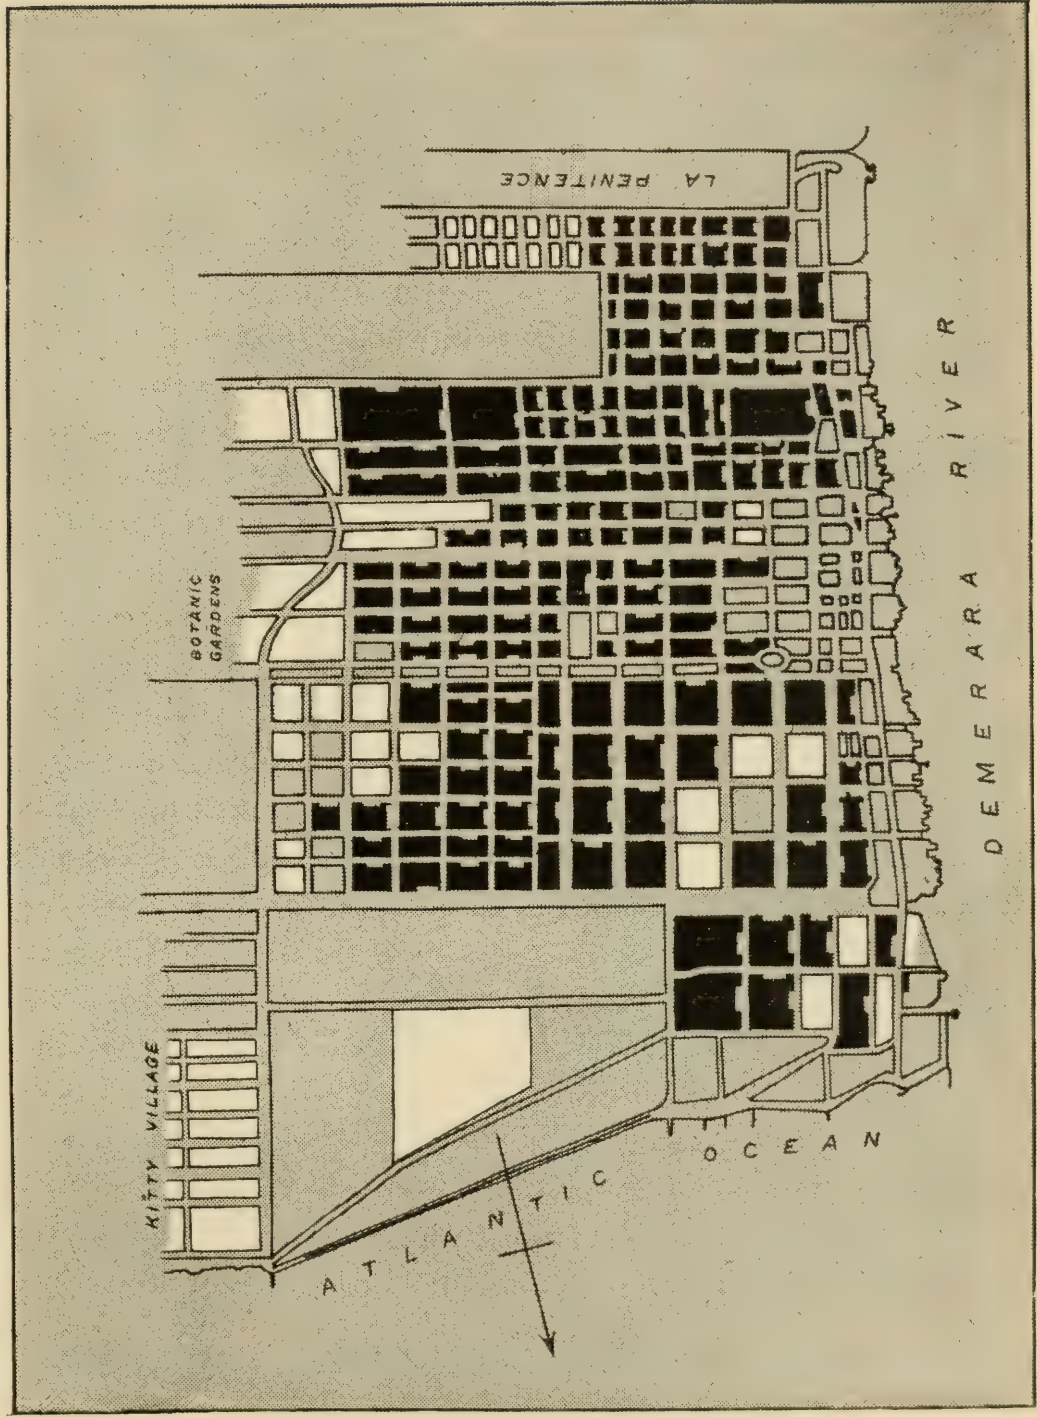 LA PENITENCE
DEMERARA RIVER
BOTANIC
GARDENS
KITTY VILLAGE
ATLANTIC OCEAN